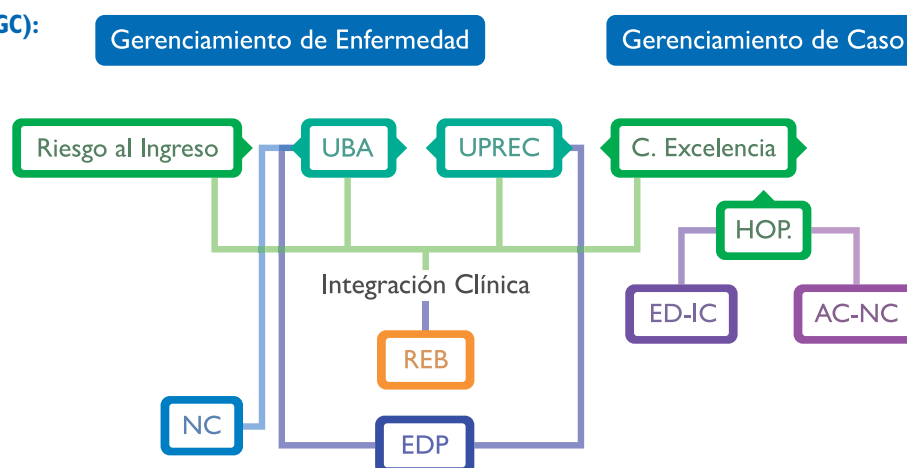 GC):
Gerenciamiento de Enfermedad
Gerenciamiento de Caso
Riesgo al Ingreso
UBA
UPREC
C. Excelencia
HOP.
Integración Clínica
ED-IC
AC-NC
REB
NC
EDP